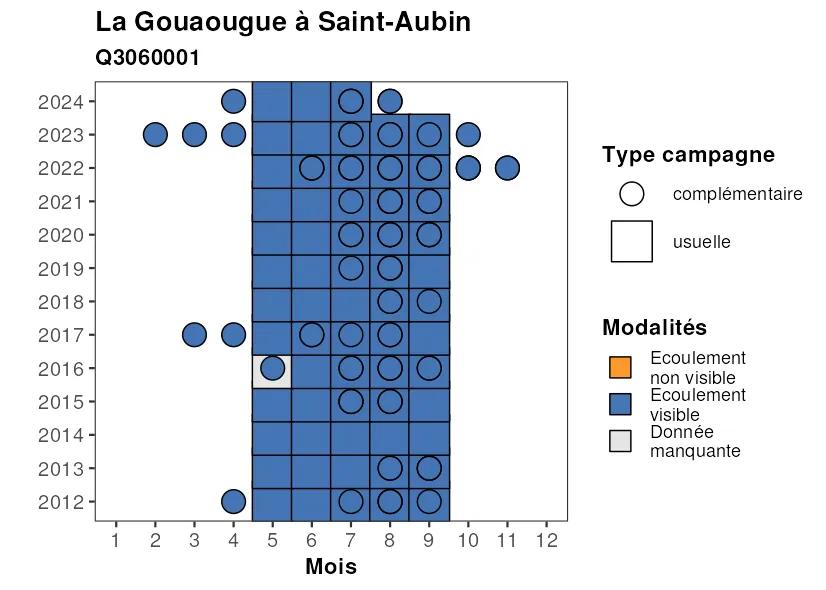 La Gouaougue à Saint-Aubin
Q3060001
2024
2023
2022
2021
2020
2019
2018
2017
2016
2015
2014
2013
2012
1 2 3 4 5 6 7 8 9 10 11 12
Mois
Type campagne
complémentaire
usuelle
Modalités
Ecoulement
non visible
Ecoulement
visible
Donnée
manquante